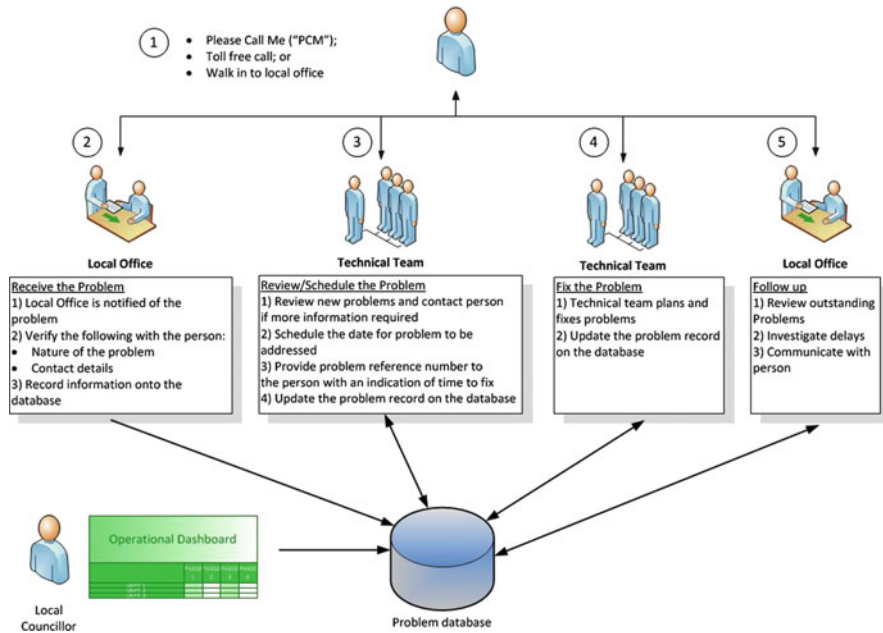 1
• Please Call Me ("PCM");
• Toll free call; or
• Walk in to local office
2
3
4
5
Local Office
Technical Team
Technical Team
Local Office
Receive the Problem
1) Local Office is notified of the
problem
2) Verify the following with the person:
• Nature of the problem
• Contact details
3) Record information onto the
database
Review/Schedule the Problem
1) Review new problems and contact person
if more information required
2) Schedule the date for problem to be
addressed
3) Provide problem reference number to
the person with an indication of time to fix
4) Update the problem record on the database
Fix the Problem
1) Technical team plans and
fixes problems
2) Update the problem record
on the database
Follow up
1) Review outstanding
Problems
2) Investigate delays
3) Communicate with
person
Operational Dashboard
1 2 3 4
Local
Councillor
Problem database